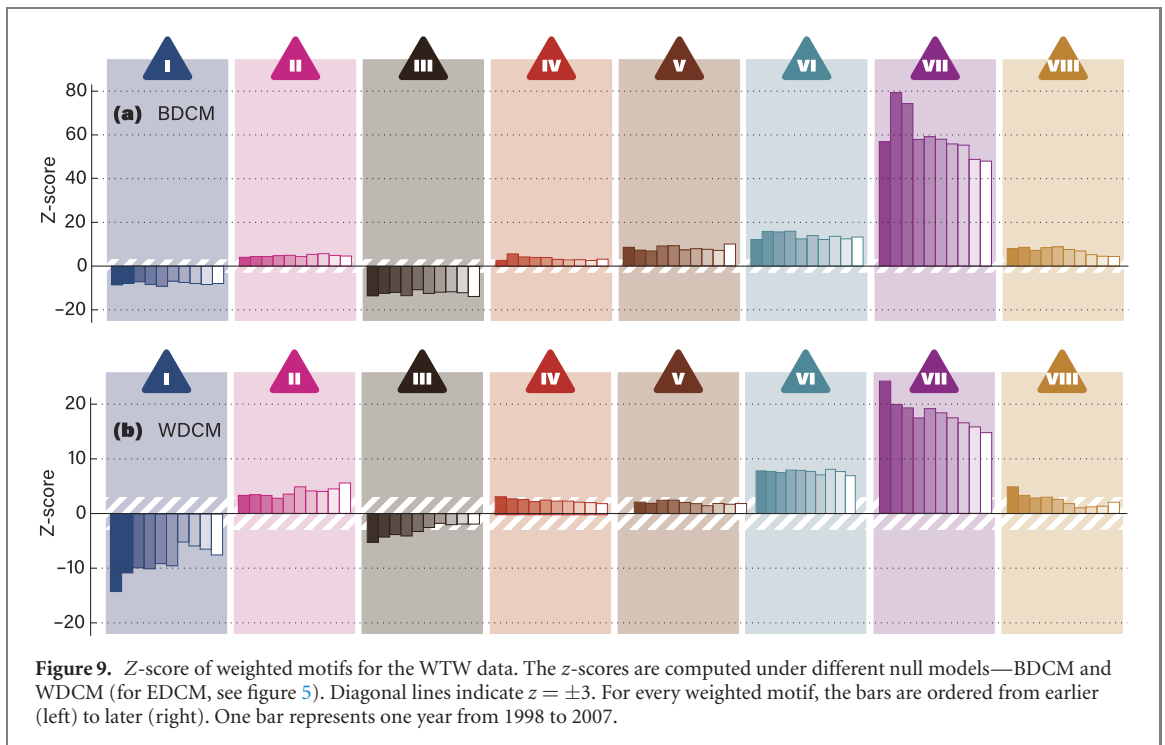 I II III IV V VI VII VIII
80
(a) BDCM
60
40
20
0
−20
Z-score
I II III IV V VI VII VIII
20
(b) WDCM
10
0
−10
−20
Z-score
Figure 9. Z-score of weighted motifs for the WTW data. The z-scores are computed under different null models—BDCM and
WDCM (for EDCM, see figure 5). Diagonal lines indicate z = ±3. For every weighted motif, the bars are ordered from earlier
(left) to later (right). One bar represents one year from 1998 to 2007.